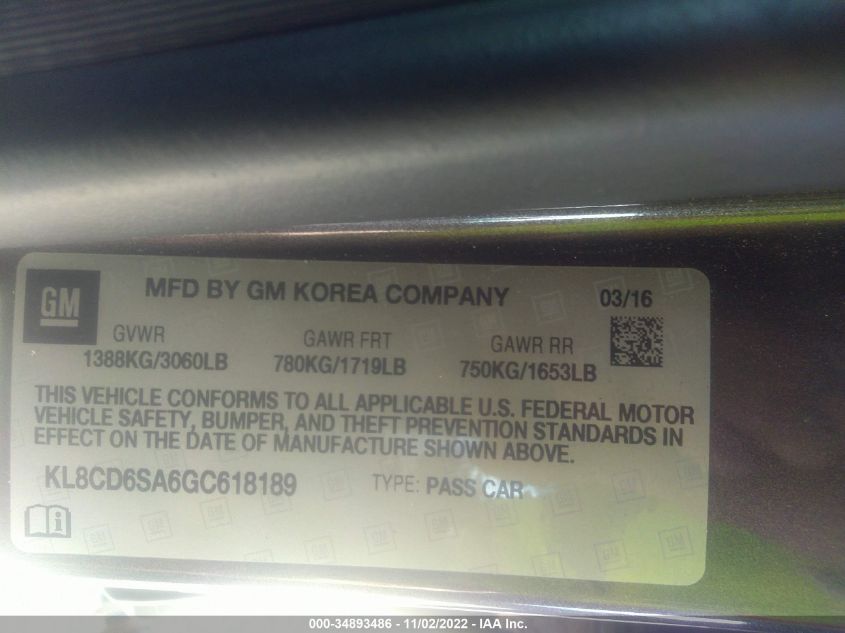 GM
MFD BY GM KOREA COMPANY 03/16
GVWR GAWR FRT GAWR RR
1388KG/3060LB 780KG/1719LB 750KG/1653LB
THIS VEHICLE CONFORMS TO ALL APPLICABLE U.S. FEDERAL MOTOR
VEHICLE SAFETY, BUMPER, AND THEFT PREVENTION STANDARDS IN
EFFECT ON THE DATE OF MANUFACTURE SHOWN ABOVE.
KL8CD6SA6GC618189 TYPE: PASS CAR
000-34893486 - 11/02/2022 - IAA Inc.